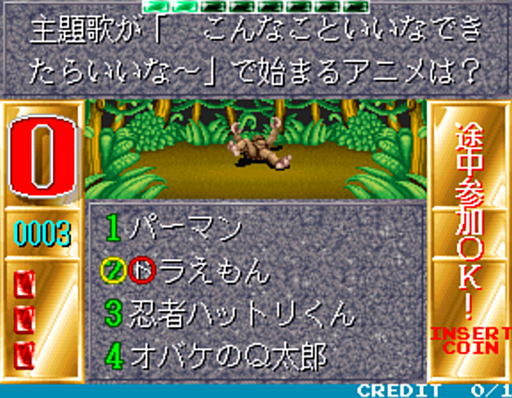 主題歌が「　こんなこといいなでき
たらいいな～」で始まるアニメは？
0
0003
1 パーマン
2 ドラえもん
3 忍者ハットリくん
4 オバケのQ太郎
途中参加OK!
INSERT
COIN
CREDIT 0/1